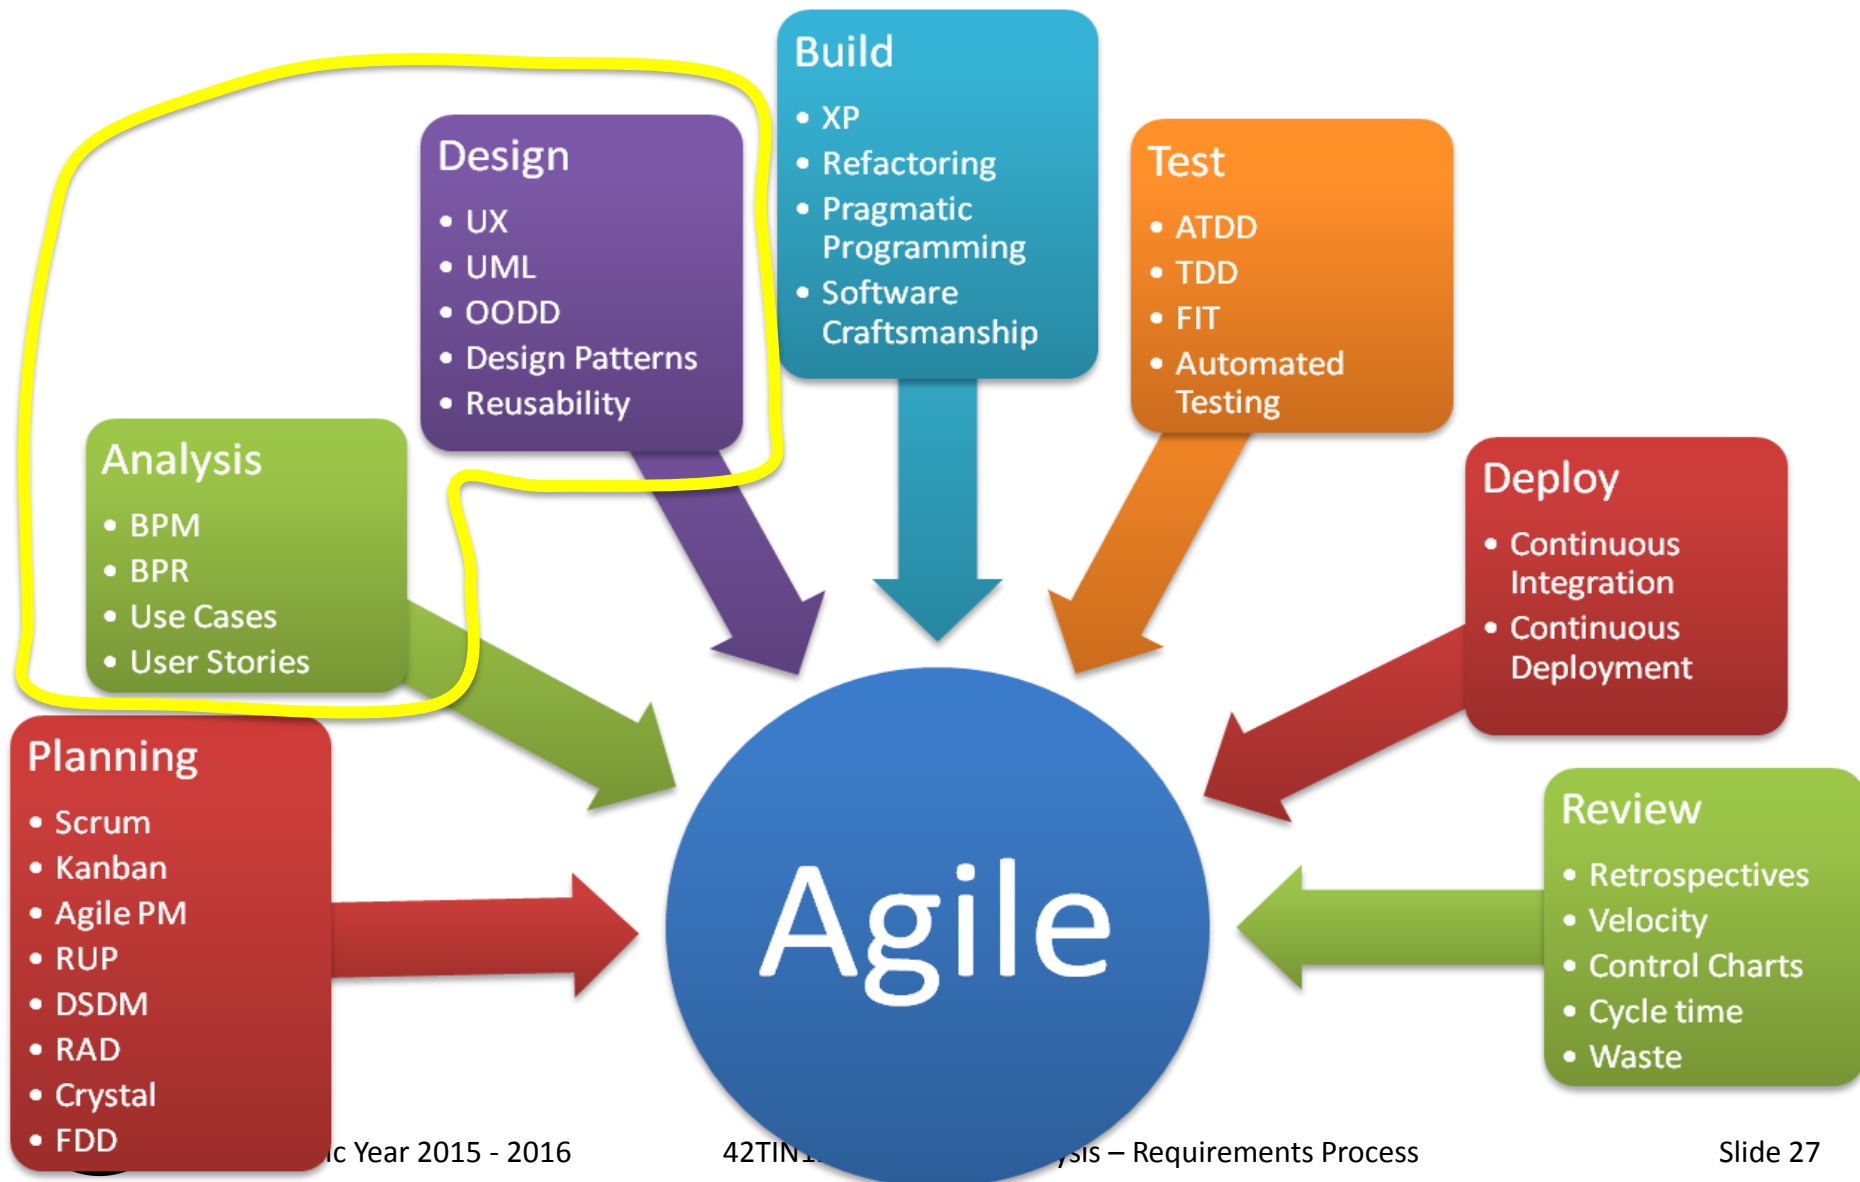 Build
• XP
• Refactoring
• Pragmatic
Programming
• Software
Craftsmanship
Design
• UX
• UML
• OODD
• Design Patterns
• Reusability
Test
• ATDD
• TDD
• FIT
• Automated
Testing
Analysis
• BPM
• BPR
• Use Cases
• User Stories
Deploy
• Continuous
Integration
• Continuous
Deployment
Planning
• Scrum
• Kanban
• Agile PM
• RUP
• DSDM
• RAD
• Crystal
• FDD
Agile
Review
• Retrospectives
• Velocity
• Control Charts
• Cycle time
• Waste
Year 2015 - 2016
– Requirements Process
Slide 27